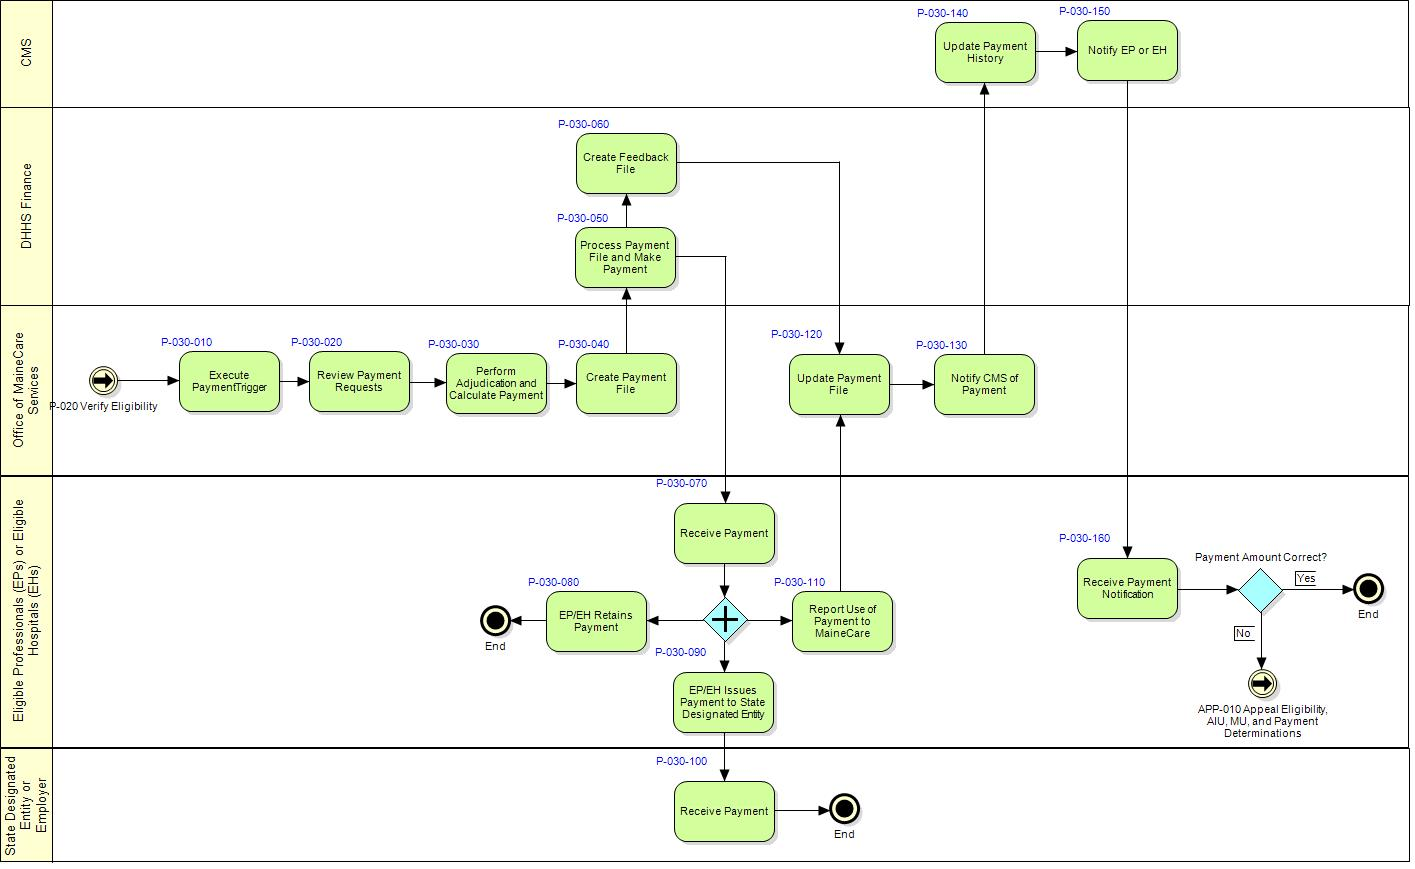 CMS
P-030-140
Update Payment
History
P-030-150
Notify EP or EH
DHHS Finance
P-030-060
Create Feedback
File
P-030-050
Process Payment
File and Make
Payment
Office of MaineCare
Services
P-020 Verify Eligibility
P-030-010
Execute
PaymentTrigger
P-030-020
Review Payment
Requests
P-030-030
Perform
Adjudication and
Calculate Payment
P-030-040
Create Payment
File
P-030-120
Update Payment
File
P-030-130
Notify CMS of
Payment
Eligible Professionals (EPs) or Eligible
Hospitals (EHs)
P-030-070
Receive Payment
P-030-080
EP/EH Retains
Payment
End
P-030-090
EP/EH Issues
Payment to State
Designated Entity
P-030-110
Report Use of
Payment to
MaineCare
P-030-160
Receive Payment
Notification
Payment Amount Correct?
Yes
End
No
APP-010 Appeal Eligibility,
AIU, MU, and Payment
Determinations
State Designated
Entity or
Employer
P-030-100
Receive Payment
End